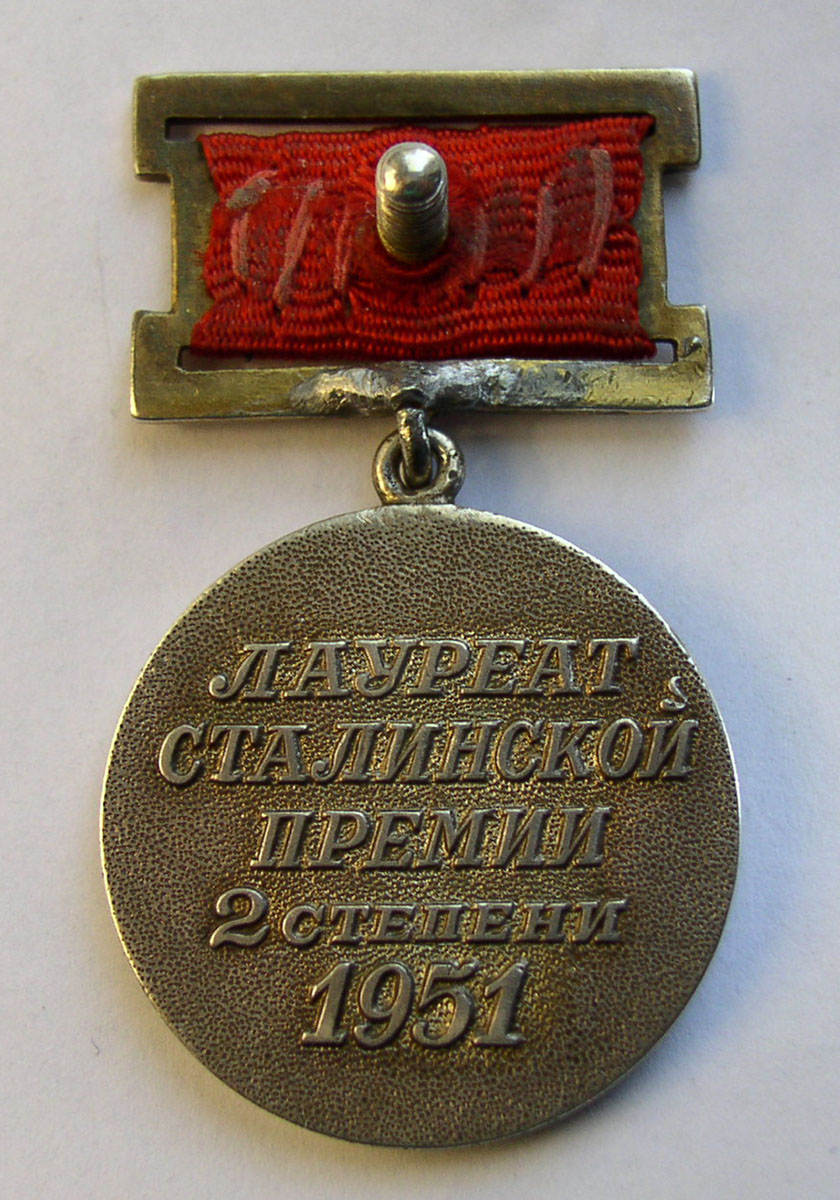 ЛАУРЕАТ
СТАЛИНСКОЙ
ПРЕМИИ
2 СТЕПЕНИ
1951